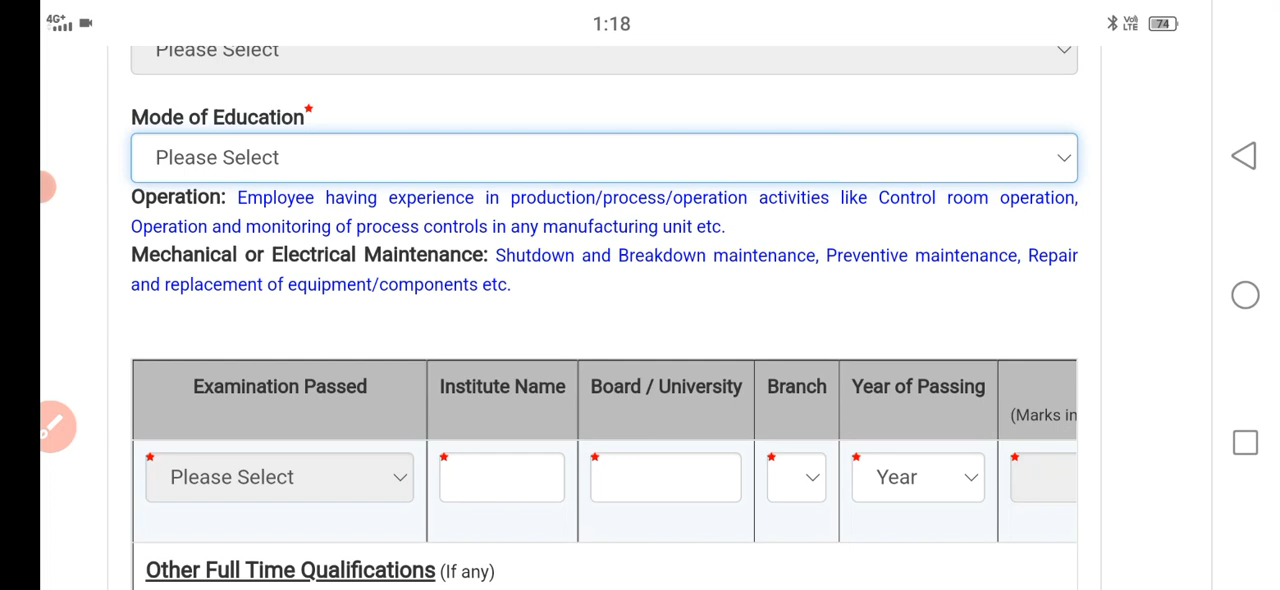 4G+ 1:18 Vo) LTE 74
Please Select
Mode of Education*
Please Select
Operation: Employee having experience in production/process/operation activities like Control room operation,
Operation and monitoring of process controls in any manufacturing unit etc.
Mechanical or Electrical Maintenance: Shutdown and Breakdown maintenance, Preventive maintenance, Repair
and replacement of equipment/components etc.
Examination Passed Institute Name Board / University Branch Year of Passing
(Marks in
* Please Select * * * * Year *
Other Full Time Qualifications (If any)